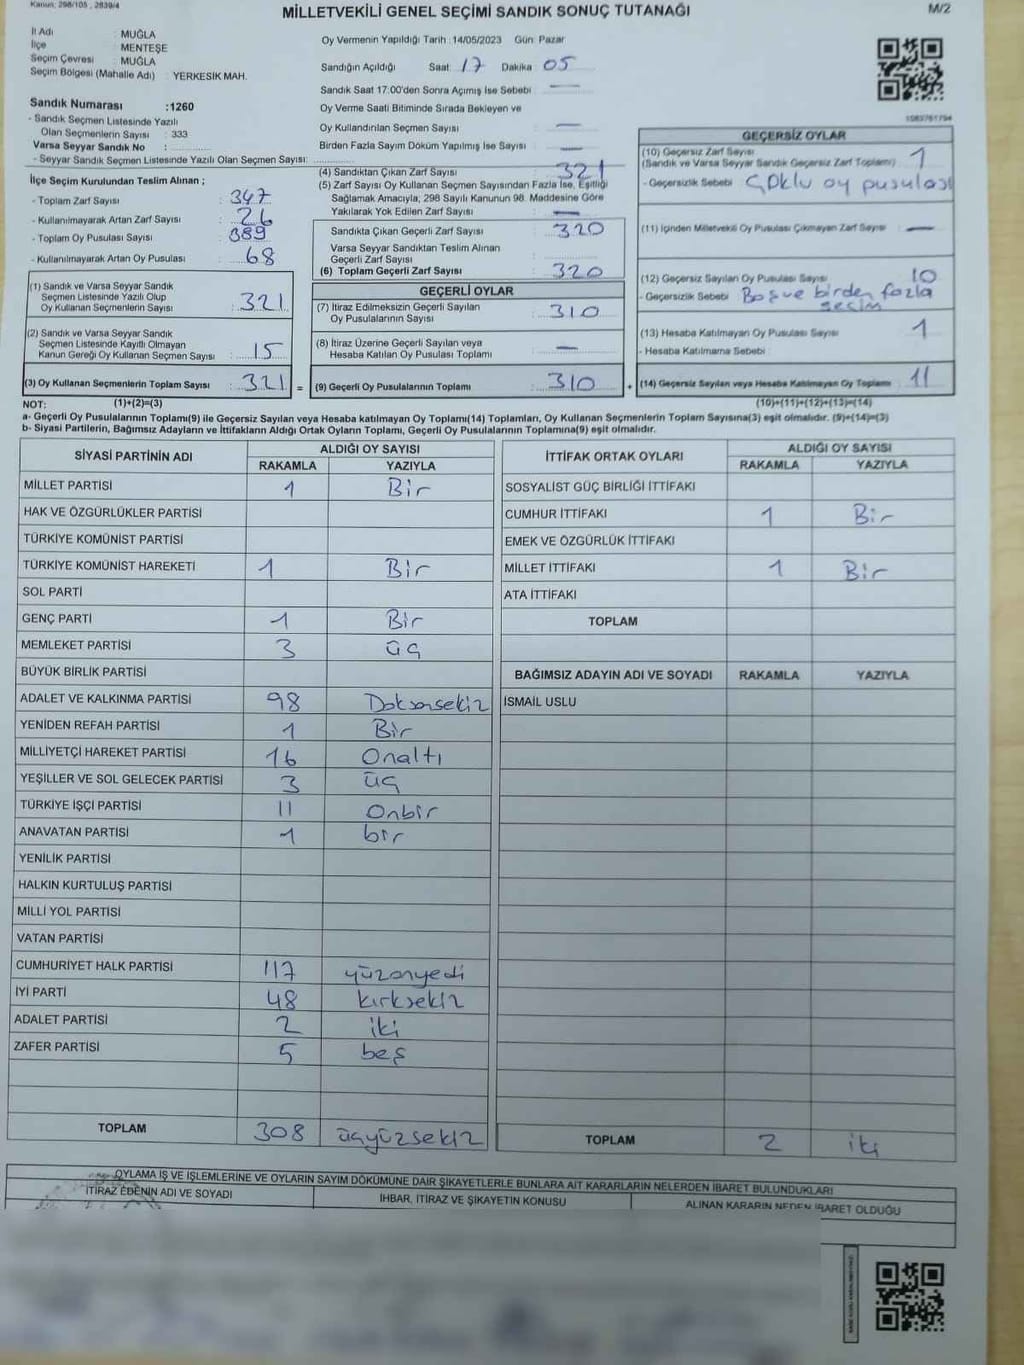 Kanun: 298/105, 2839/4
MİLLETVEKİLİ GENEL SEÇİMİ SANDIK SONUÇ TUTANAĞI
M/2
İl Adı : MUĞLA
İlçe : MENTEŞE
Seçim Çevresi : MUĞLA
Seçim Bölgesi (Mahalle Adı) : YERKESİK MAH.
Oy Vermenin Yapıldığı Tarih :14/05/2023 Gün: Pazar
Sandığın Açıldığı Saat 17 Dakika 05
Sandık Saat 17:00'den Sonra Açımış İse Sebebi —
Oy Verme Saati Bitiminde Sırada Bekleyen ve
Oy Kullandırılan Seçmen Sayısı —
Birden Fazla Sayım Döküm Yapılmış İse Sayısı —
Sandık Numarası :1260
- Sandık Seçmen Listesinde Yazılı
Olan Seçmenlerin Sayısı : 333
Varsa Seyyar Sandık No :
- Seyyar Sandık Seçmen Listesinde Yazılı Olan Seçmen Sayısı:
İlçe Seçim Kurulundan Teslim Alınan ;
- Toplam Zarf Sayısı : 347
- Kullanılmayarak Artan Zarf Sayısı : 26
- Toplam Oy Pusulası Sayısı : 389
- Kullanılmayarak Artan Oy Pusulası : 68
(1) Sandık ve Varsa Seyyar Sandık
Seçmen Listesinde Yazılı Olup
Oy Kullanan Seçmenlerin Sayısı : 321
(2) Sandık ve Varsa Seyyar Sandık
Seçmen Listesinde Kayıtlı Olmayan
Kanun Gereği Oy Kullanan Seçmen Sayısı : 15
(3) Oy Kullanan Seçmenlerin Toplam Sayısı : 321 =
(4) Sandıktan Çıkan Zarf Sayısı : 321
(5) Zarf Sayısı Oy Kullanan Seçmen Sayısından Fazla İse, Eşitliği
Sağlamak Amacıyla; 298 Sayılı Kanunun 98. Maddesine Göre
Yakılarak Yok Edilen Zarf Sayısı : —
Sandıkta Çıkan Geçerli Zarf Sayısı : 320
Varsa Seyyar Sandıktan Teslim Alınan
Geçerli Zarf Sayısı :
(6) Toplam Geçerli Zarf Sayısı : 320
GEÇERLİ OYLAR
(7) İtiraz Edilmeksizin Geçerli Sayılan
Oy Pusulalarının Sayısı : 310
(8) İtiraz Üzerine Geçerli Sayılan veya
Hesaba Katılan Oy Pusulası Toplamı : —
(9) Geçerli Oy Pusulalarının Toplamı : 310 +
1083761794
GEÇERSİZ OYLAR
(10) Geçersiz Zarf Sayısı
(Sandık ve Varsa Seyyar Sandık Geçersiz Zarf Toplamı) : 1
- Geçersizlik Sebebi Çoklu oy pusulası
(11) İçinden Milletvekili Oy Pusulası Çıkmayan Zarf Sayısı : —
(12) Geçersiz Sayılan Oy Pusulası Sayısı : 10
- Geçersizlik Sebebi Boş ve birden fazla
seçim
(13) Hesaba Katılmayan Oy Pusulası Sayısı : 1
- Hesaba Katılmama Sebebi
(14) Geçersiz Sayılan veya Hesaba Katılmayan Oy Toplamı : 11
NOT: (1)+(2)=(3)
(10)+(11)+(12)+(13)=(14)
a- Geçerli Oy Pusulalarının Toplamı(9) ile Geçersiz Sayılan veya Hesaba katılmayan Oy Toplamı(14) Toplamları, Oy Kullanan Seçmenlerin Toplam Sayısına(3) eşit olmalıdır. (9)+(14)=(3)
b- Siyasi Partilerin, Bağımsız Adayların ve İttifakların Aldığı Ortak Oyların Toplamı, Geçerli Oy Pusulalarının Toplamına(9) eşit olmalıdır.
SİYASİ PARTİNİN ADI ALDIĞI OY SAYISI
RAKAMLA YAZIYLA
MİLLET PARTİSİ 1 Bir
HAK VE ÖZGÜRLÜKLER PARTİSİ
TÜRKİYE KOMÜNİST PARTİSİ
TÜRKİYE KOMÜNİST HAREKETİ 1 Bir
SOL PARTİ
GENÇ PARTİ 1 Bir
MEMLEKET PARTİSİ 3 üç
BÜYÜK BİRLİK PARTİSİ
ADALET VE KALKINMA PARTİSİ 98 Doksansekiz
YENİDEN REFAH PARTİSİ 1 Bir
MİLLİYETÇİ HAREKET PARTİSİ 16 Onaltı
YEŞİLLER VE SOL GELECEK PARTİSİ 3 üç
TÜRKİYE İŞÇİ PARTİSİ 11 Onbir
ANAVATAN PARTİSİ 1 bir
YENİLİK PARTİSİ
HALKIN KURTULUŞ PARTİSİ
MİLLİ YOL PARTİSİ
VATAN PARTİSİ
CUMHURİYET HALK PARTİSİ 117 yüzonyedi
İYİ PARTİ 48 kırksekiz
ADALET PARTİSİ 2 iki
ZAFER PARTİSİ 5 beş
TOPLAM 308 üçyüzsekiz
İTTİFAK ORTAK OYLARI ALDIĞI OY SAYISI
RAKAMLA YAZIYLA
SOSYALİST GÜÇ BİRLİĞİ İTTİFAKI
CUMHUR İTTİFAKI 1 Bir
EMEK VE ÖZGÜRLÜK İTTİFAKI
MİLLET İTTİFAKI 1 Bir
ATA İTTİFAKI
TOPLAM
BAĞIMSIZ ADAYIN ADI VE SOYADI RAKAMLA YAZIYLA
İSMAİL USLU
TOPLAM 2 iki
OYLAMA İŞ VE İŞLEMLERİNE VE OYLARIN SAYIM DÖKÜMÜNE DAİR ŞİKAYETLERLE BUNLARA AİT KARARLARIN NELERDEN İBARET BULUNDUKLARI
İTİRAZ EDENİN ADI VE SOYADI İHBAR, İTİRAZ VE ŞİKAYETİN KONUSU ALINAN KARARIN NEDEN İBARET OLDUĞU